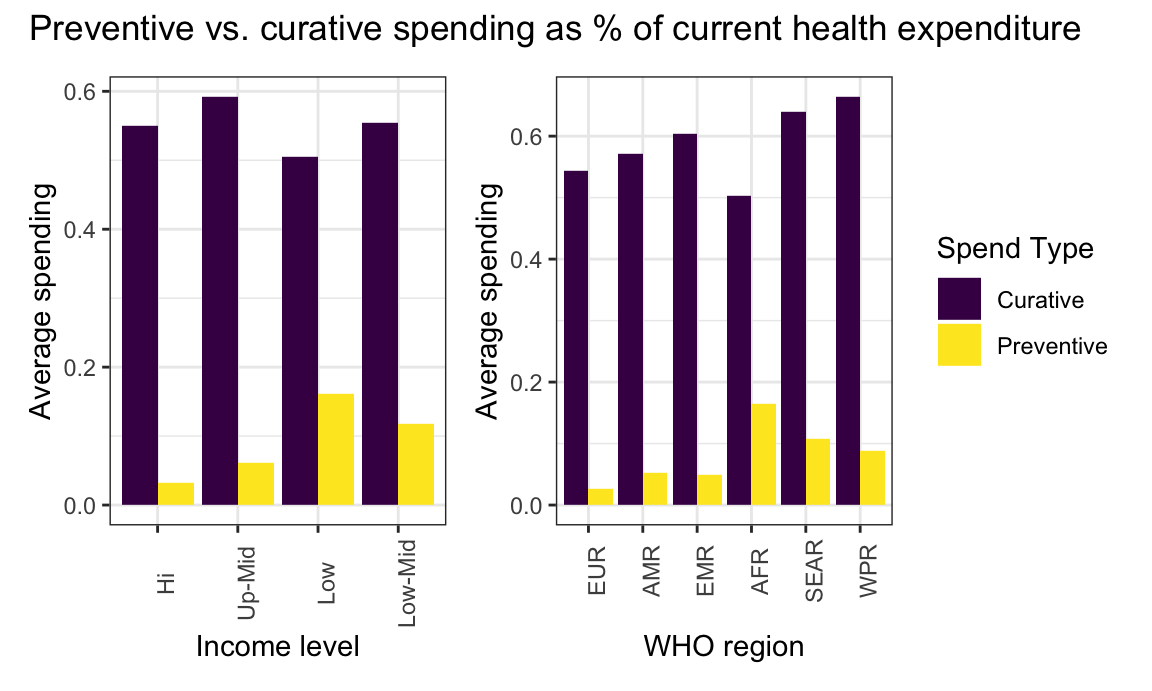 Preventive vs. curative spending as % of current health expenditure
Average spending
0.6
0.4
0.2
0.0
Hi
Up-Mid
Low
Low-Mid
Income level
Average spending
0.6
0.4
0.2
0.0
EUR
AMR
EMR
AFR
SEAR
WPR
WHO region
Spend Type
Curative
Preventive